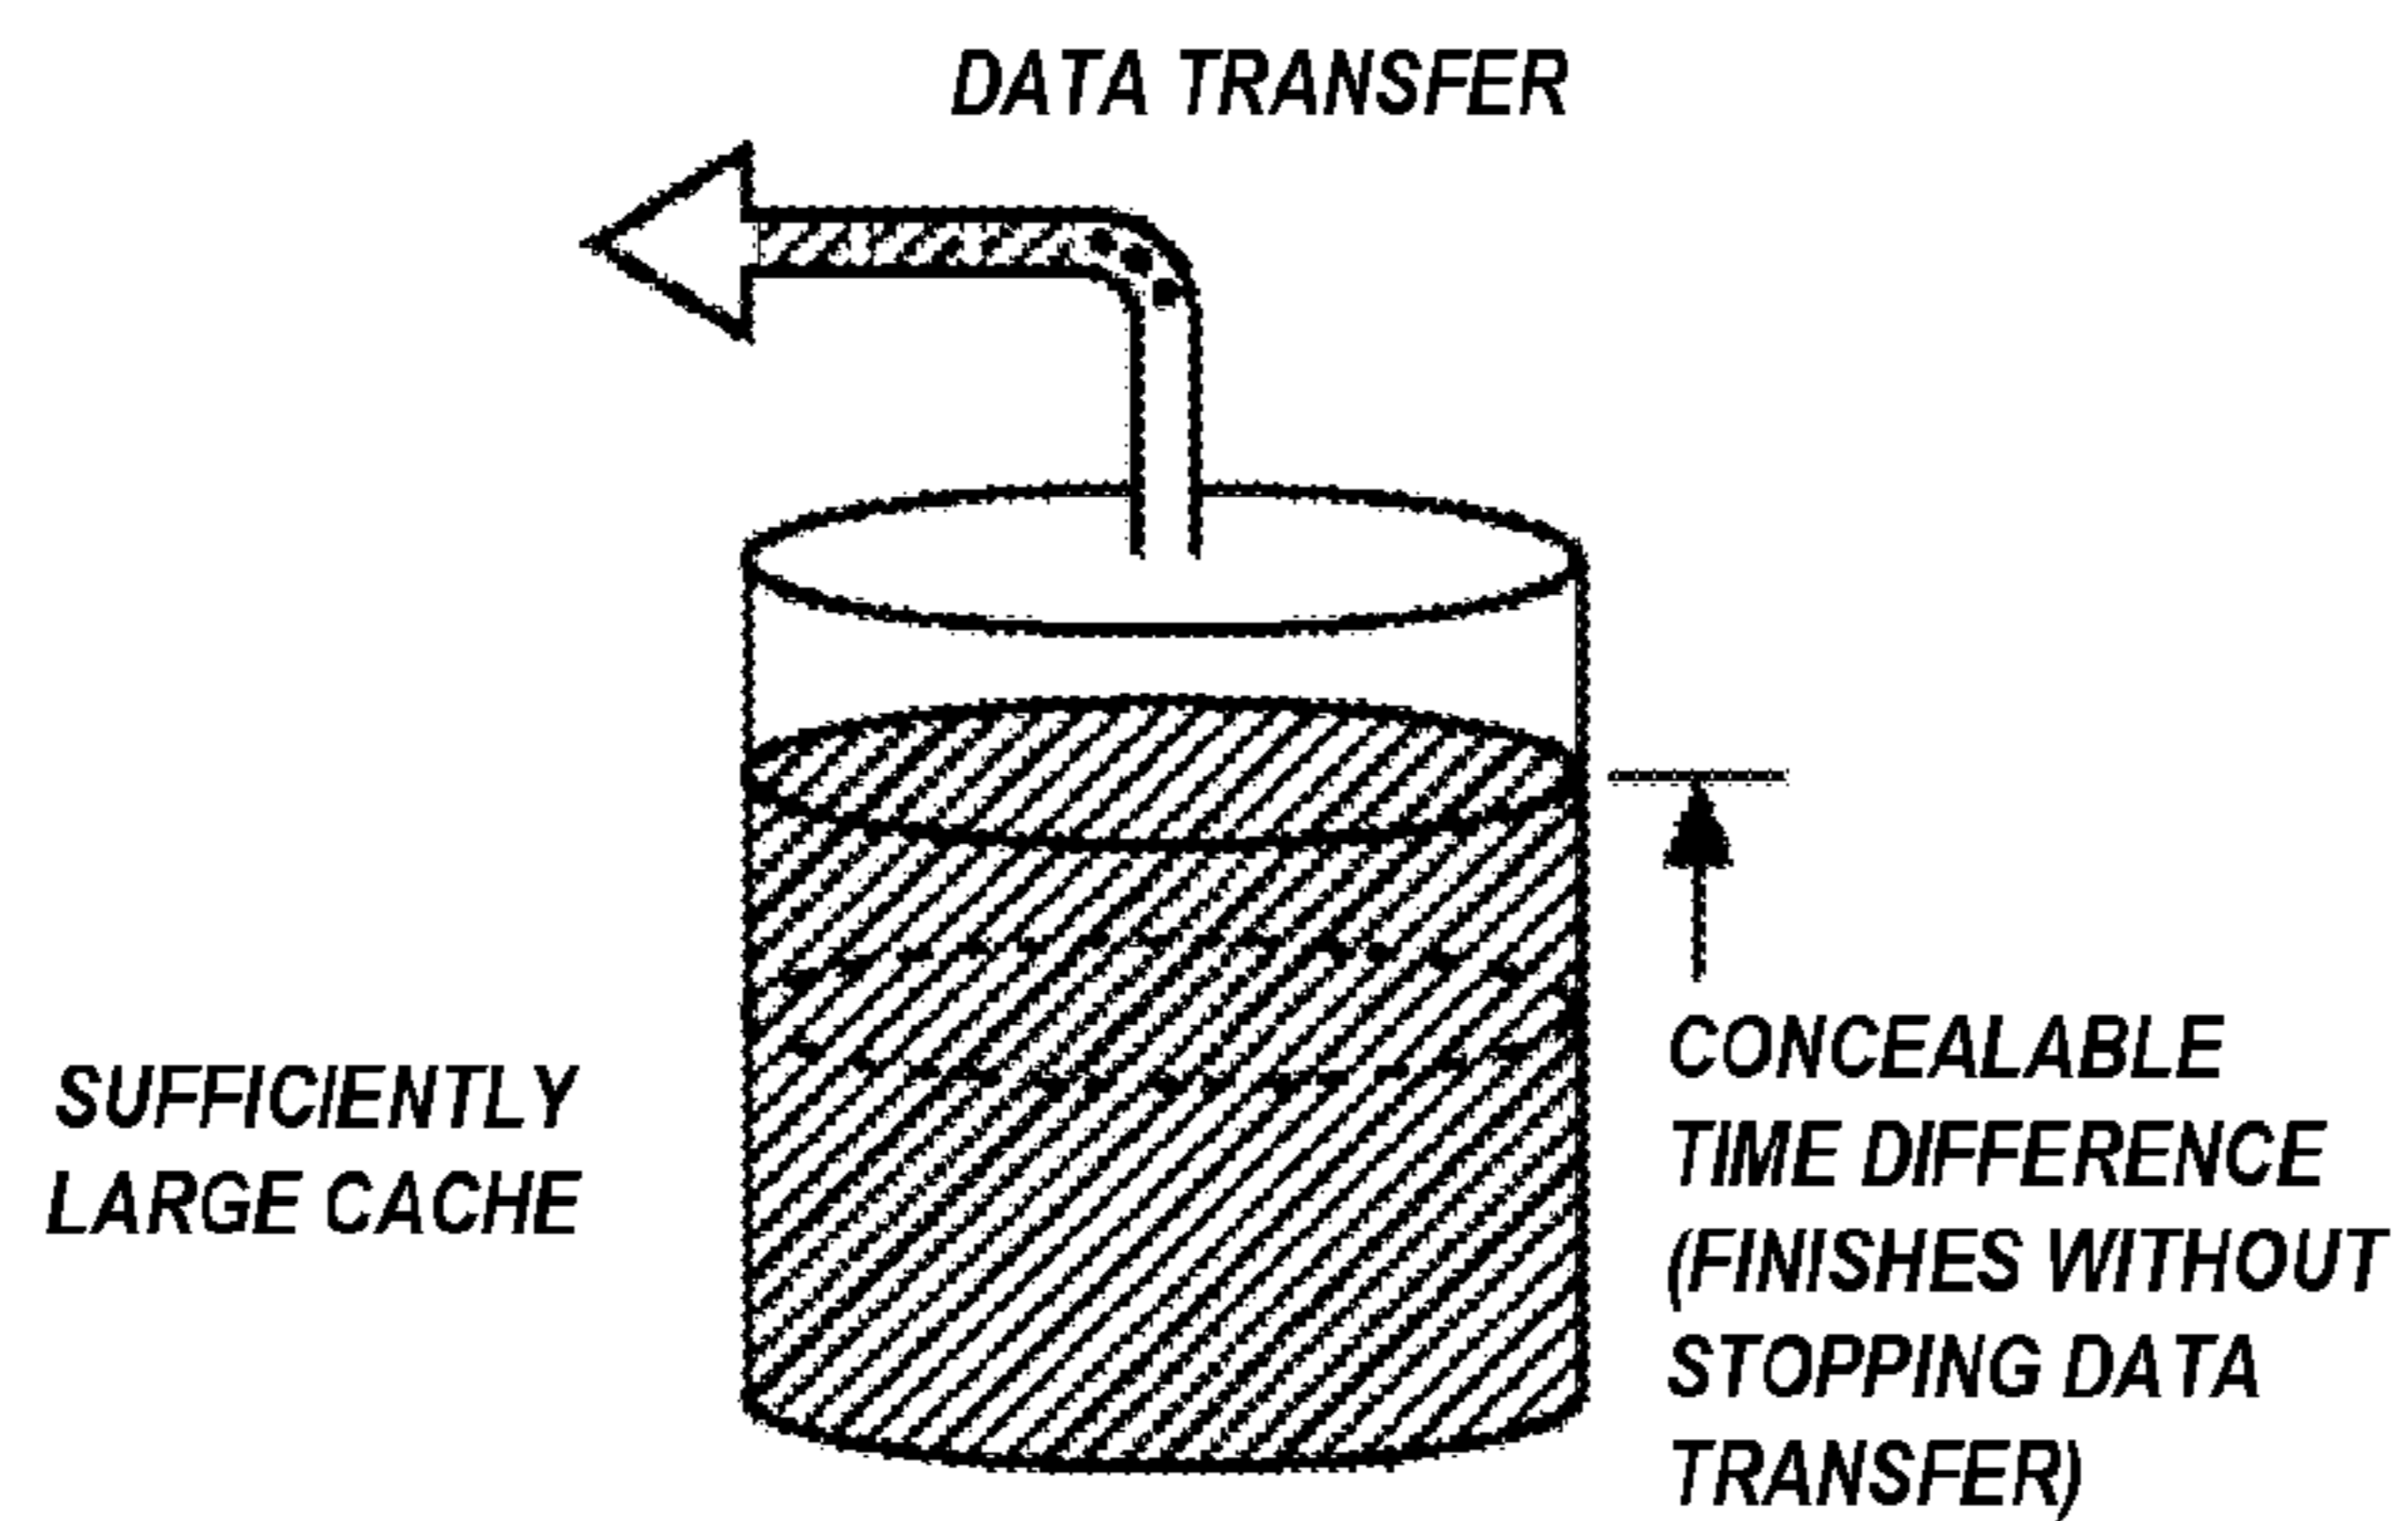 DATA TRANSFER
SUFFICIENTLY
LARGE CACHE
CONCEALABLE
TIME DIFFERENCE
(FINISHES WITHOUT
STOPPING DATA
TRANSFER)